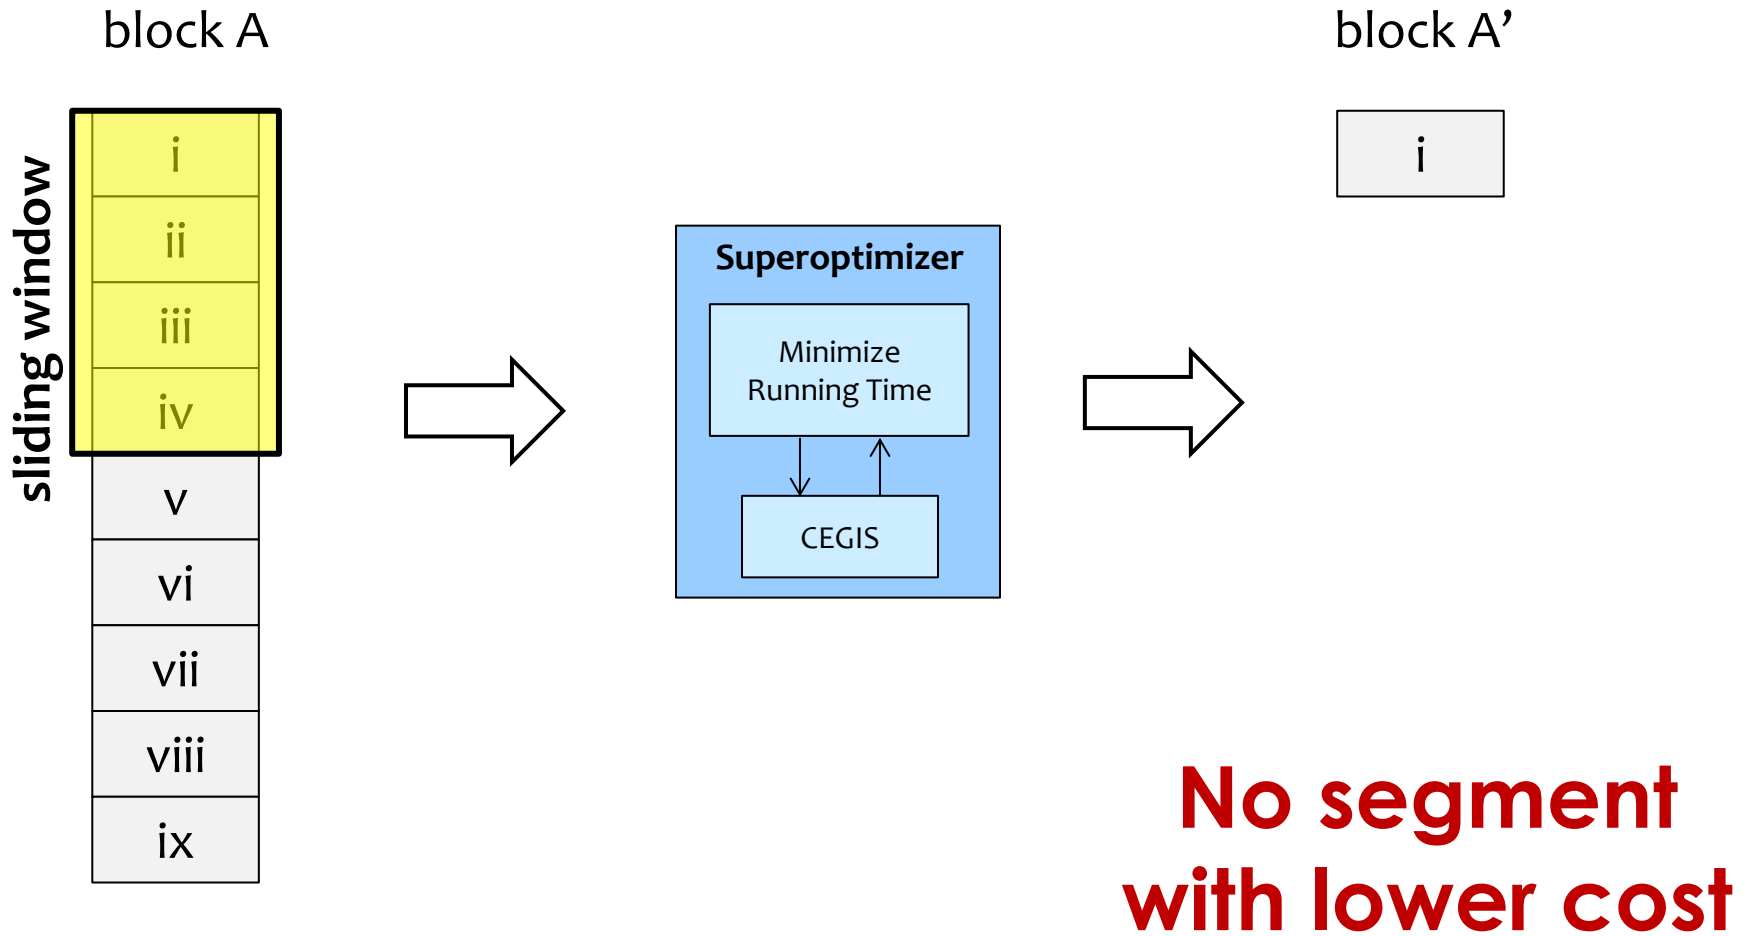 block A
sliding window
i
ii
iii
iv
v
vi
vii
viii
ix
Superoptimizer
Minimize
Running Time
CEGIS
block A’
i
No segment
with lower cost